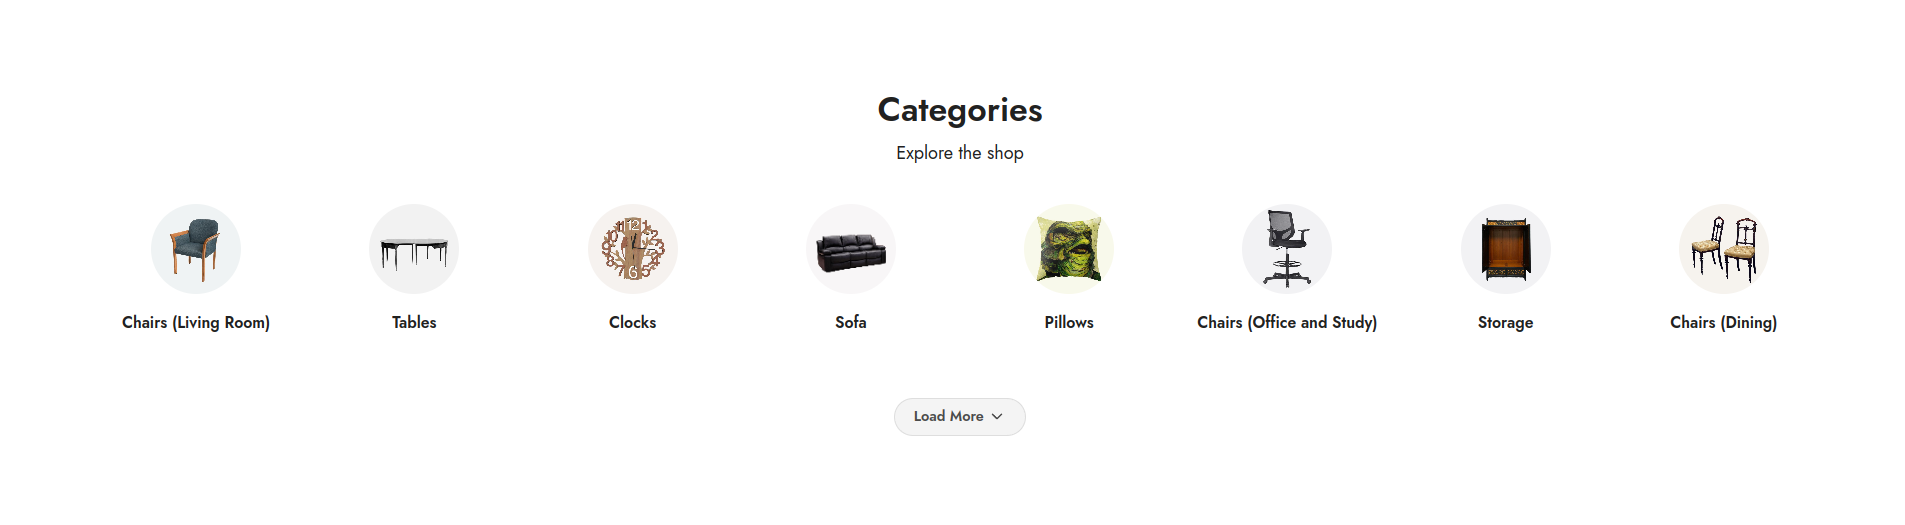 Categories
Explore the shop
Chairs (Living Room)
Tables
Clocks
Sofa
Pillows
Chairs (Office and Study)
Storage
Chairs (Dining)
Load More